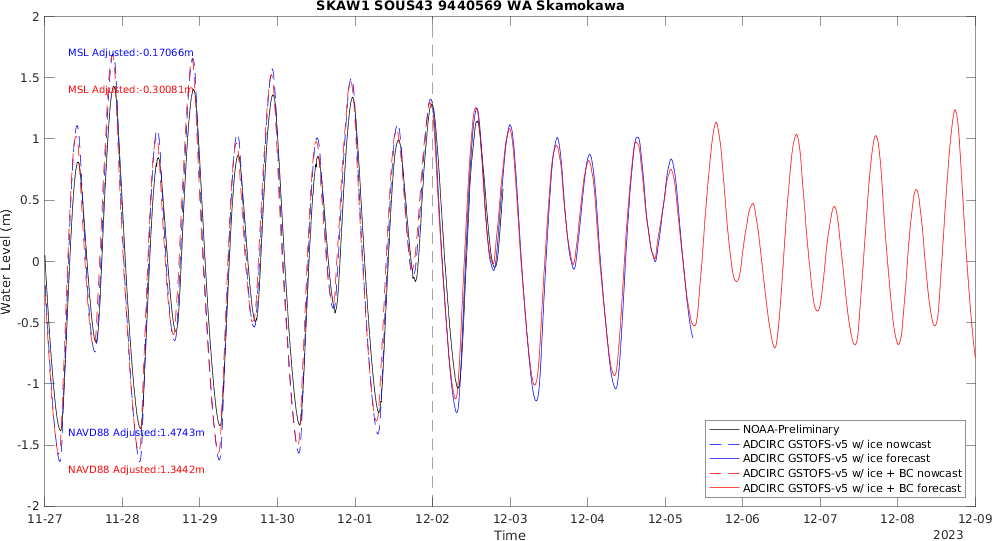 SKAW1 SOUS43 9440569 WA Skamokawa
MSL Adjusted:-0.17066m
MSL Adjusted:-0.30081m
NAVD88 Adjusted:1.4743m
NAVD88 Adjusted:1.3442m
Water Level (m)
2
1.5
1
0.5
0
-0.5
-1
-1.5
-2
NOAA-Preliminary
ADCIRC GSTOFS-v5 w/ ice nowcast
ADCIRC GSTOFS-v5 w/ ice forecast
ADCIRC GSTOFS-v5 w/ ice + BC nowcast
ADCIRC GSTOFS-v5 w/ ice + BC forecast
11-27 11-28 11-29 11-30 12-01 12-02 12-03 12-04 12-05 12-06 12-07 12-08 12-09
Time
2023